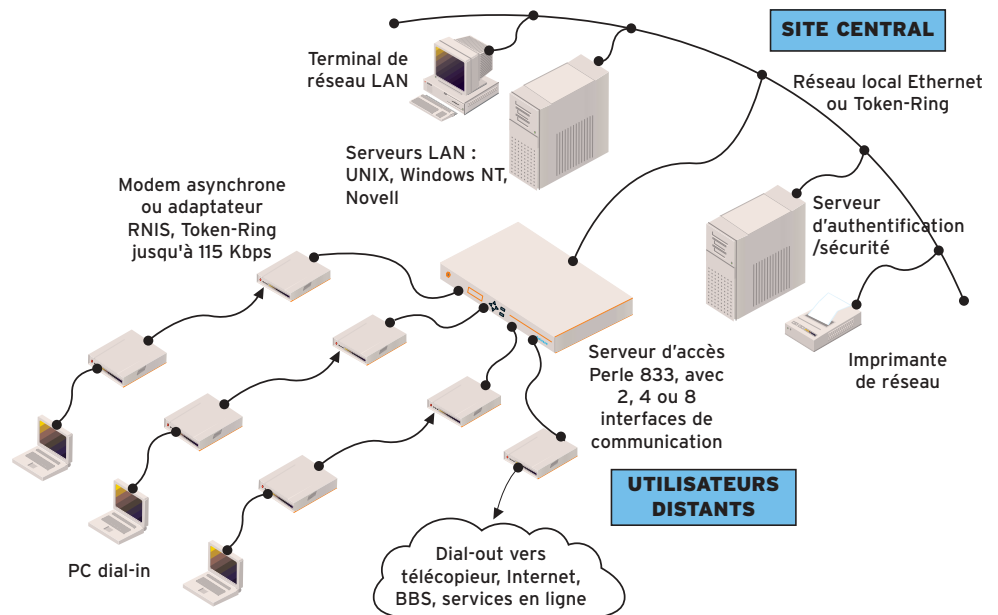 SITE CENTRAL
Terminal de
réseau LAN
Réseau local Ethernet
ou Token-Ring
Serveurs LAN :
UNIX, Windows NT,
Novell
Modem asynchrone
ou adaptateur
RNIS, Token-Ring
jusqu'à 115 Kbps
Serveur
d'authentification
/sécurité
Serveur d'accès
Perle 833, avec
2, 4 ou 8
interfaces de
communication
Imprimante
de réseau
UTILISATEURS
DISTANTS
PC dial-in
Dial-out vers
télécopieur, Internet,
BBS, services en ligne